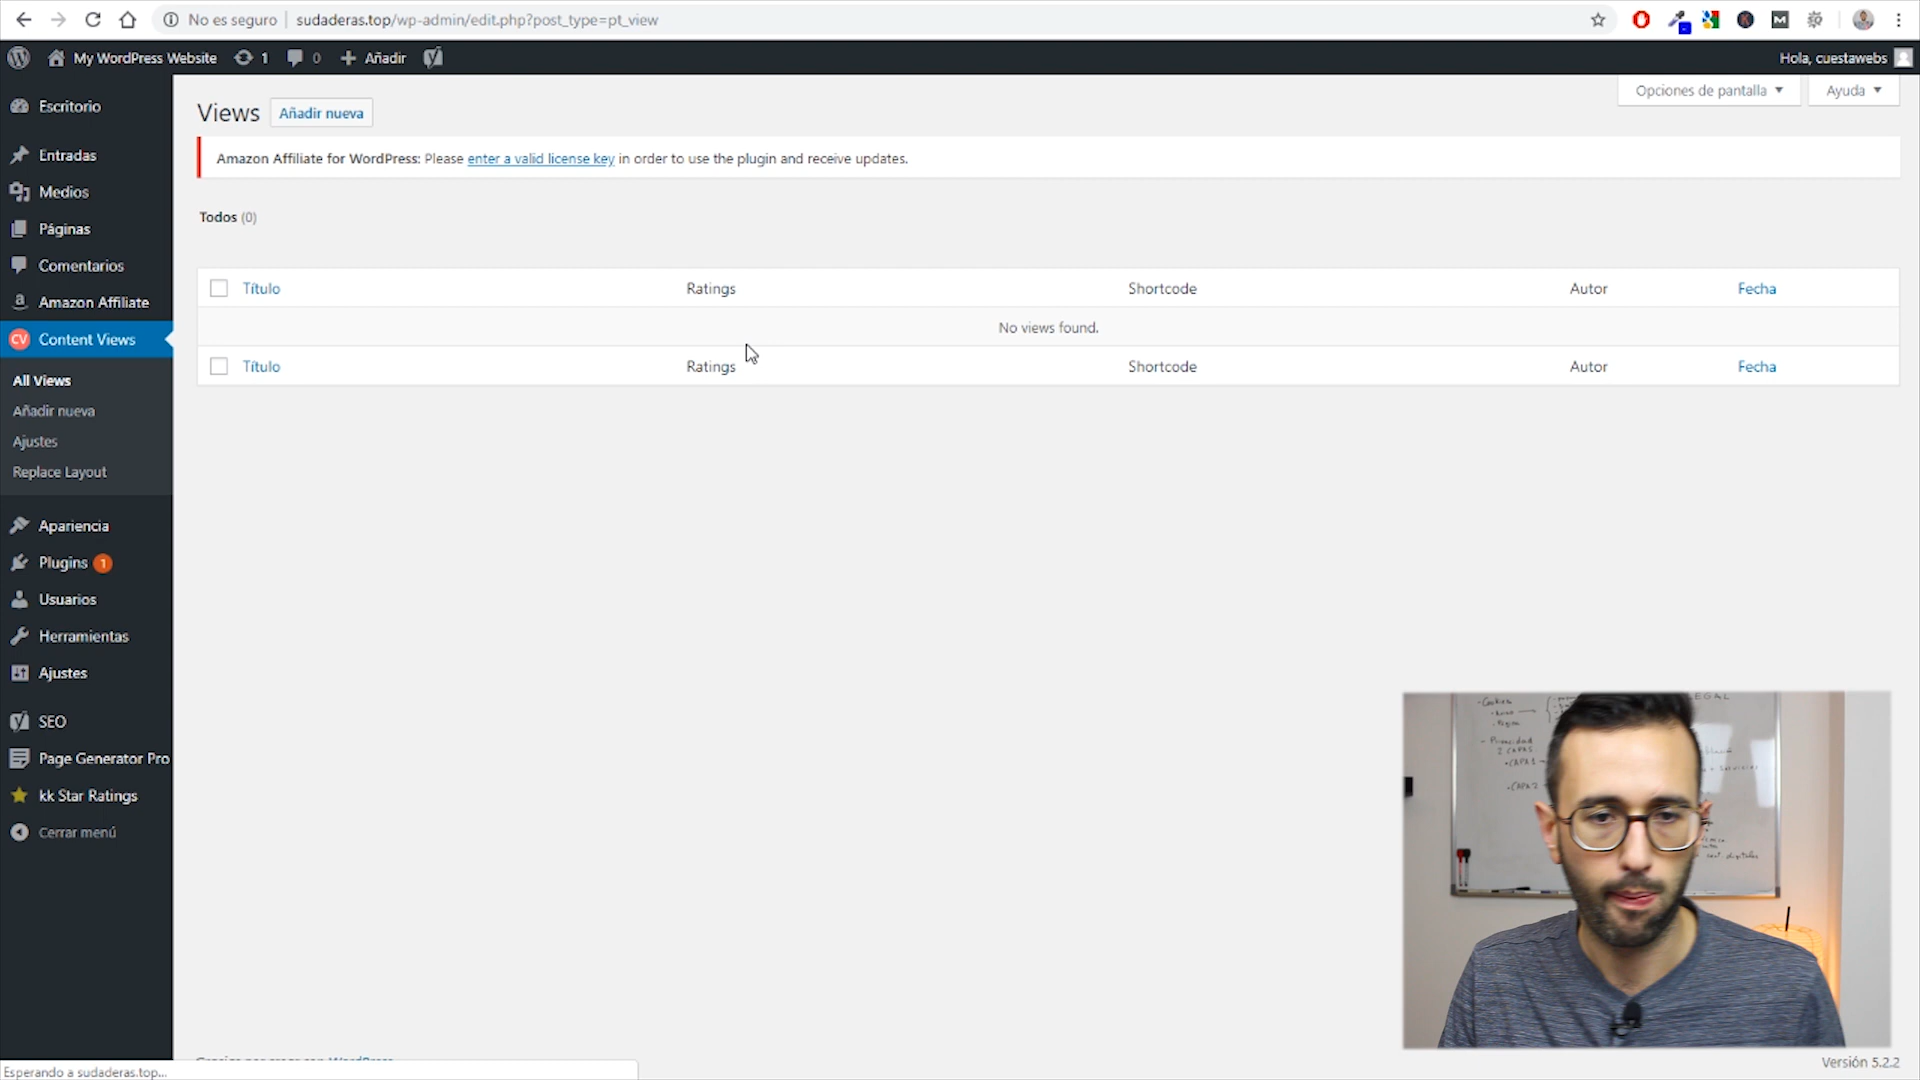 No es seguro
sudaderas.top/wp-admin/edit.php?post_type=pt_view
My WordPress Website
1
0
Añadir
Hola, cuestawebs
Escritorio
Entradas
Medios
Páginas
Comentarios
Amazon Affiliate
Content Views
All Views
Añadir nueva
Ajustes
Replace Layout
Apariencia
Plugins 1
Usuarios
Herramientas
Ajustes
SEO
Page Generator Pro
kk Star Ratings
Cerrar menú
Opciones de pantalla
Ayuda
Views
Añadir nueva
Amazon Affiliate for WordPress: Please enter a valid license key in order to use the plugin and receive updates.
Todos (0)
Título Ratings Shortcode Autor Fecha
No views found.
Título Ratings Shortcode Autor Fecha
Esperando a sudaderas.top...
Versión 5.2.2